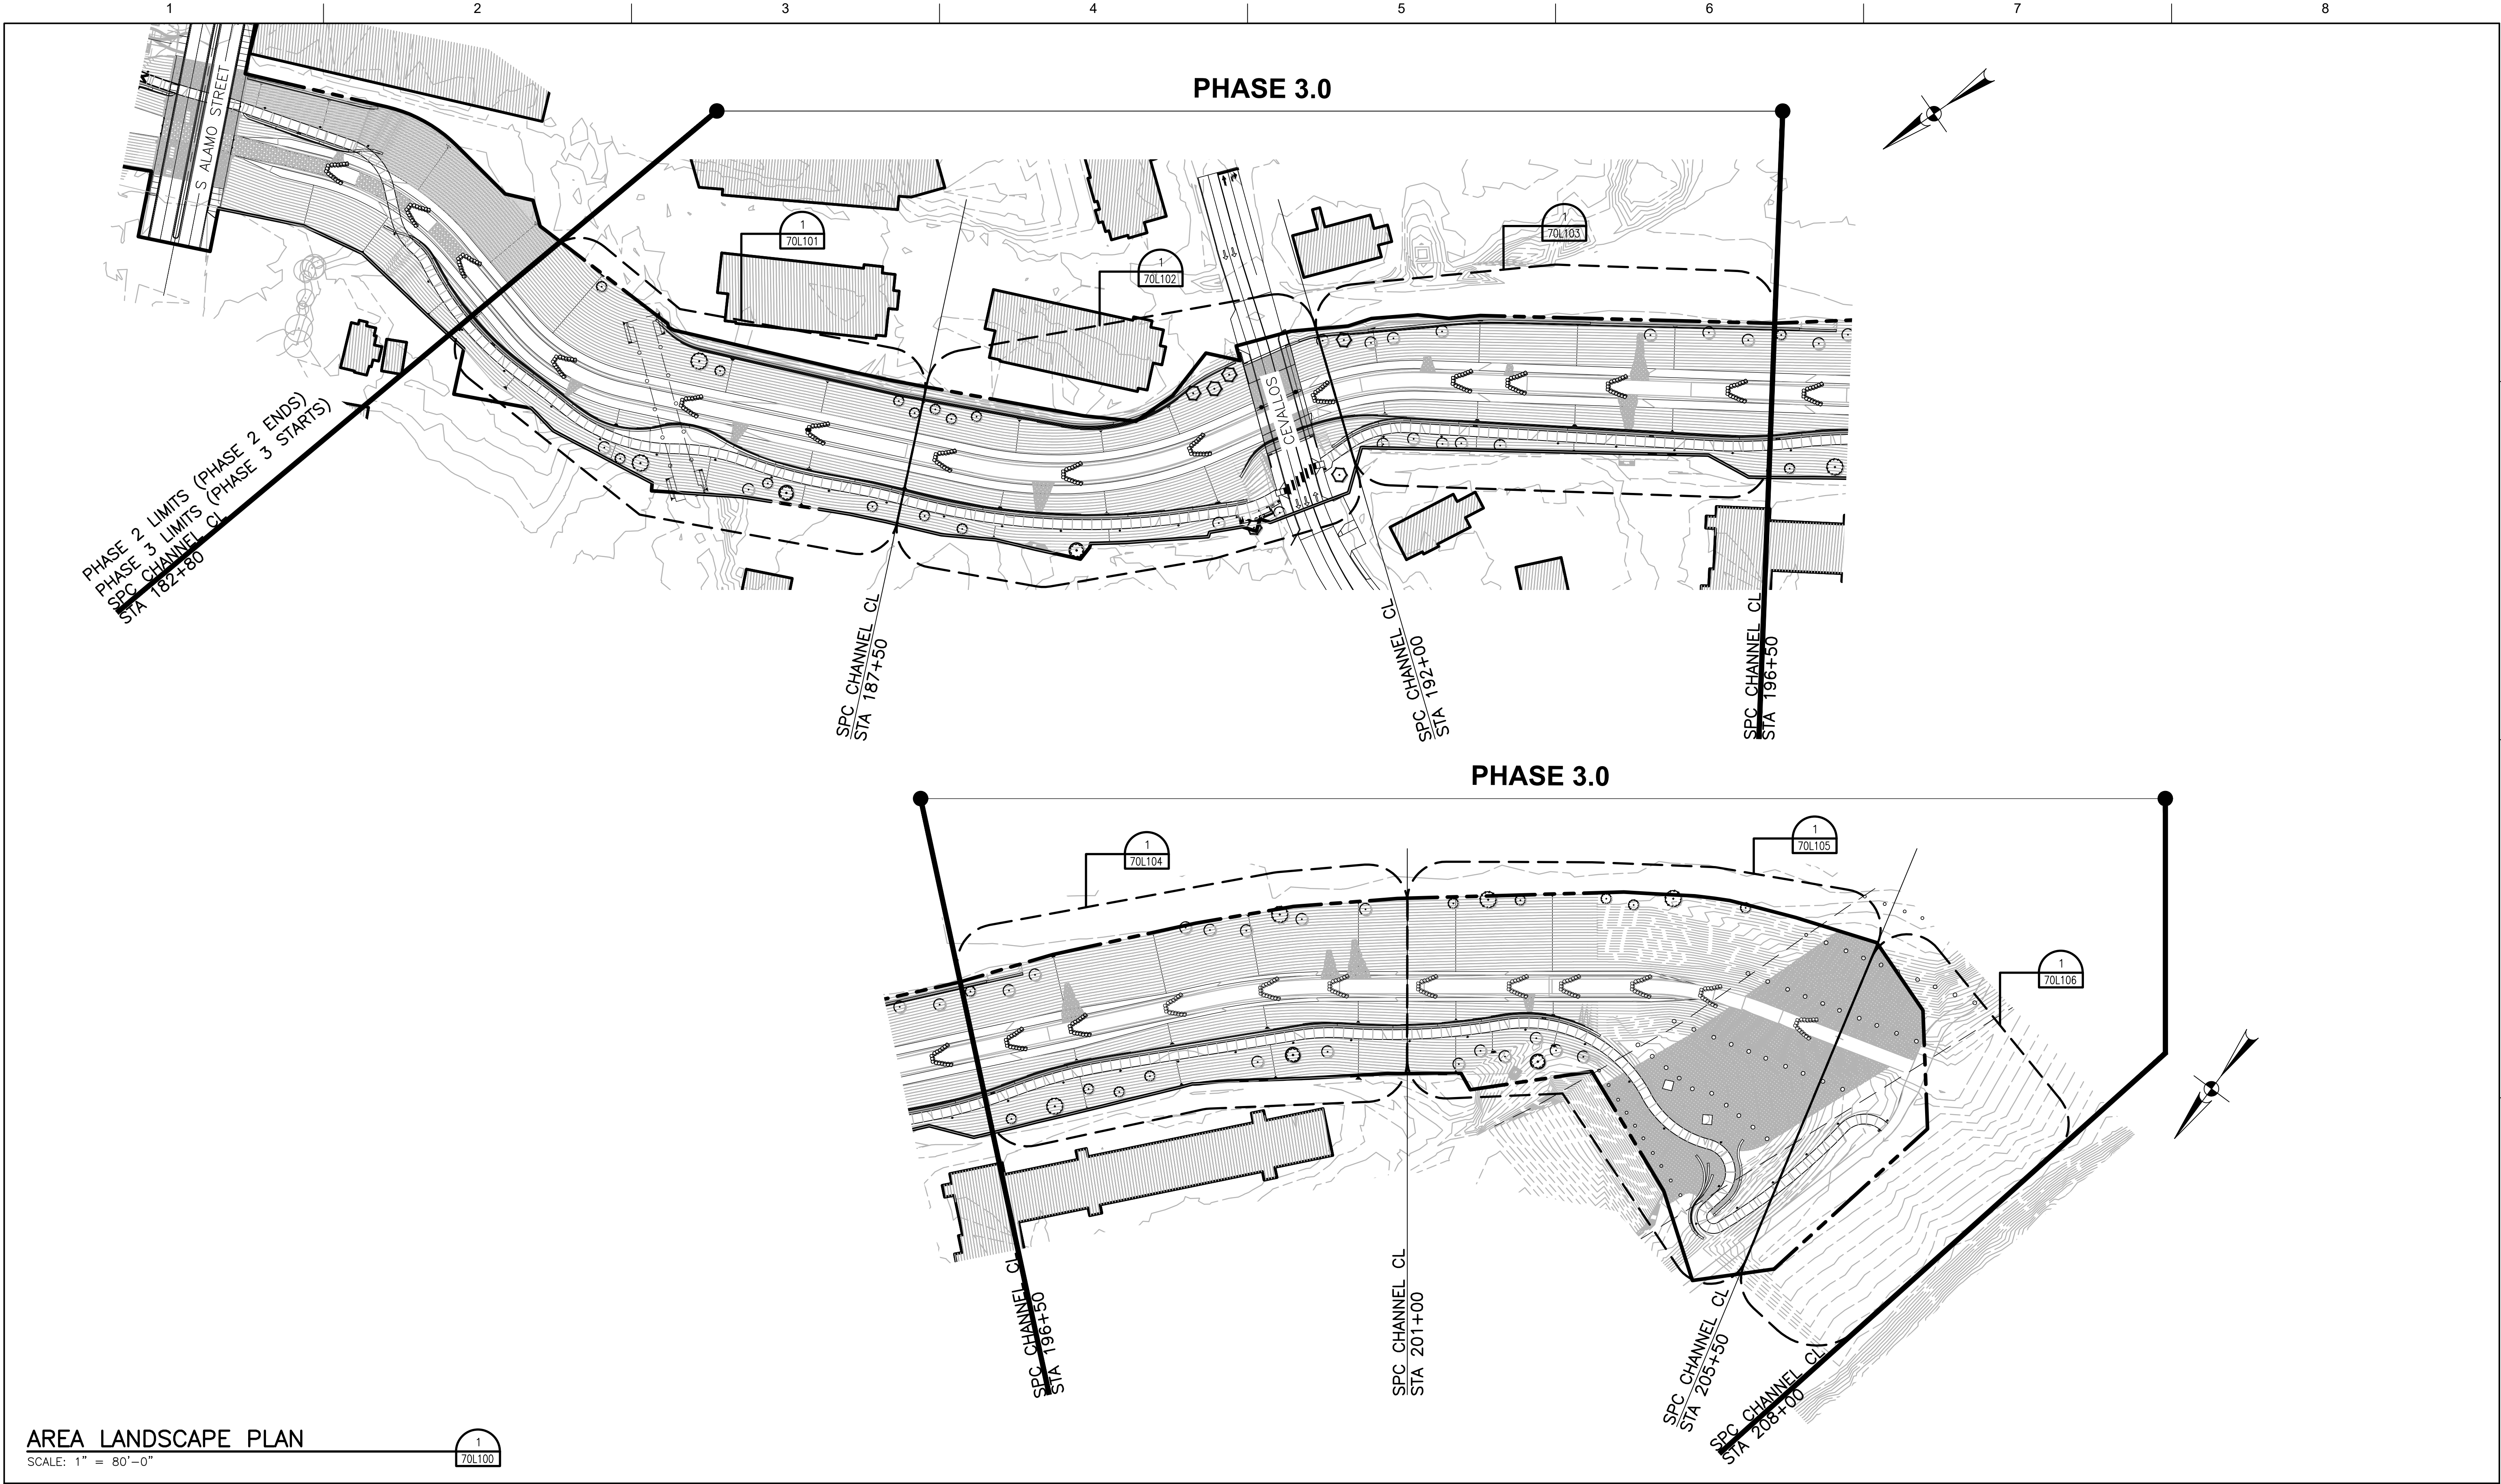 1 2 3 4 5 6 7 8
PHASE 3.0
S ALAMO STREET
1
70L101
1
70L102
1
70L103
CEVALLOS
PHASE 2 LIMITS (PHASE 2 ENDS)
PHASE 3 LIMITS (PHASE 3 STARTS)
SPC CHANNEL CL
STA 182+80
SPC CHANNEL CL
STA 187+50
SPC CHANNEL CL
STA 192+00
SPC CHANNEL CL
STA 196+50
PHASE 3.0
1
70L104
1
70L105
1
70L106
SPC CHANNEL CL
STA 196+50
SPC CHANNEL CL
STA 201+00
SPC CHANNEL CL
STA 205+50
SPC CHANNEL CL
STA 208+00
AREA LANDSCAPE PLAN
SCALE: 1" = 80'-0"
1
70L100